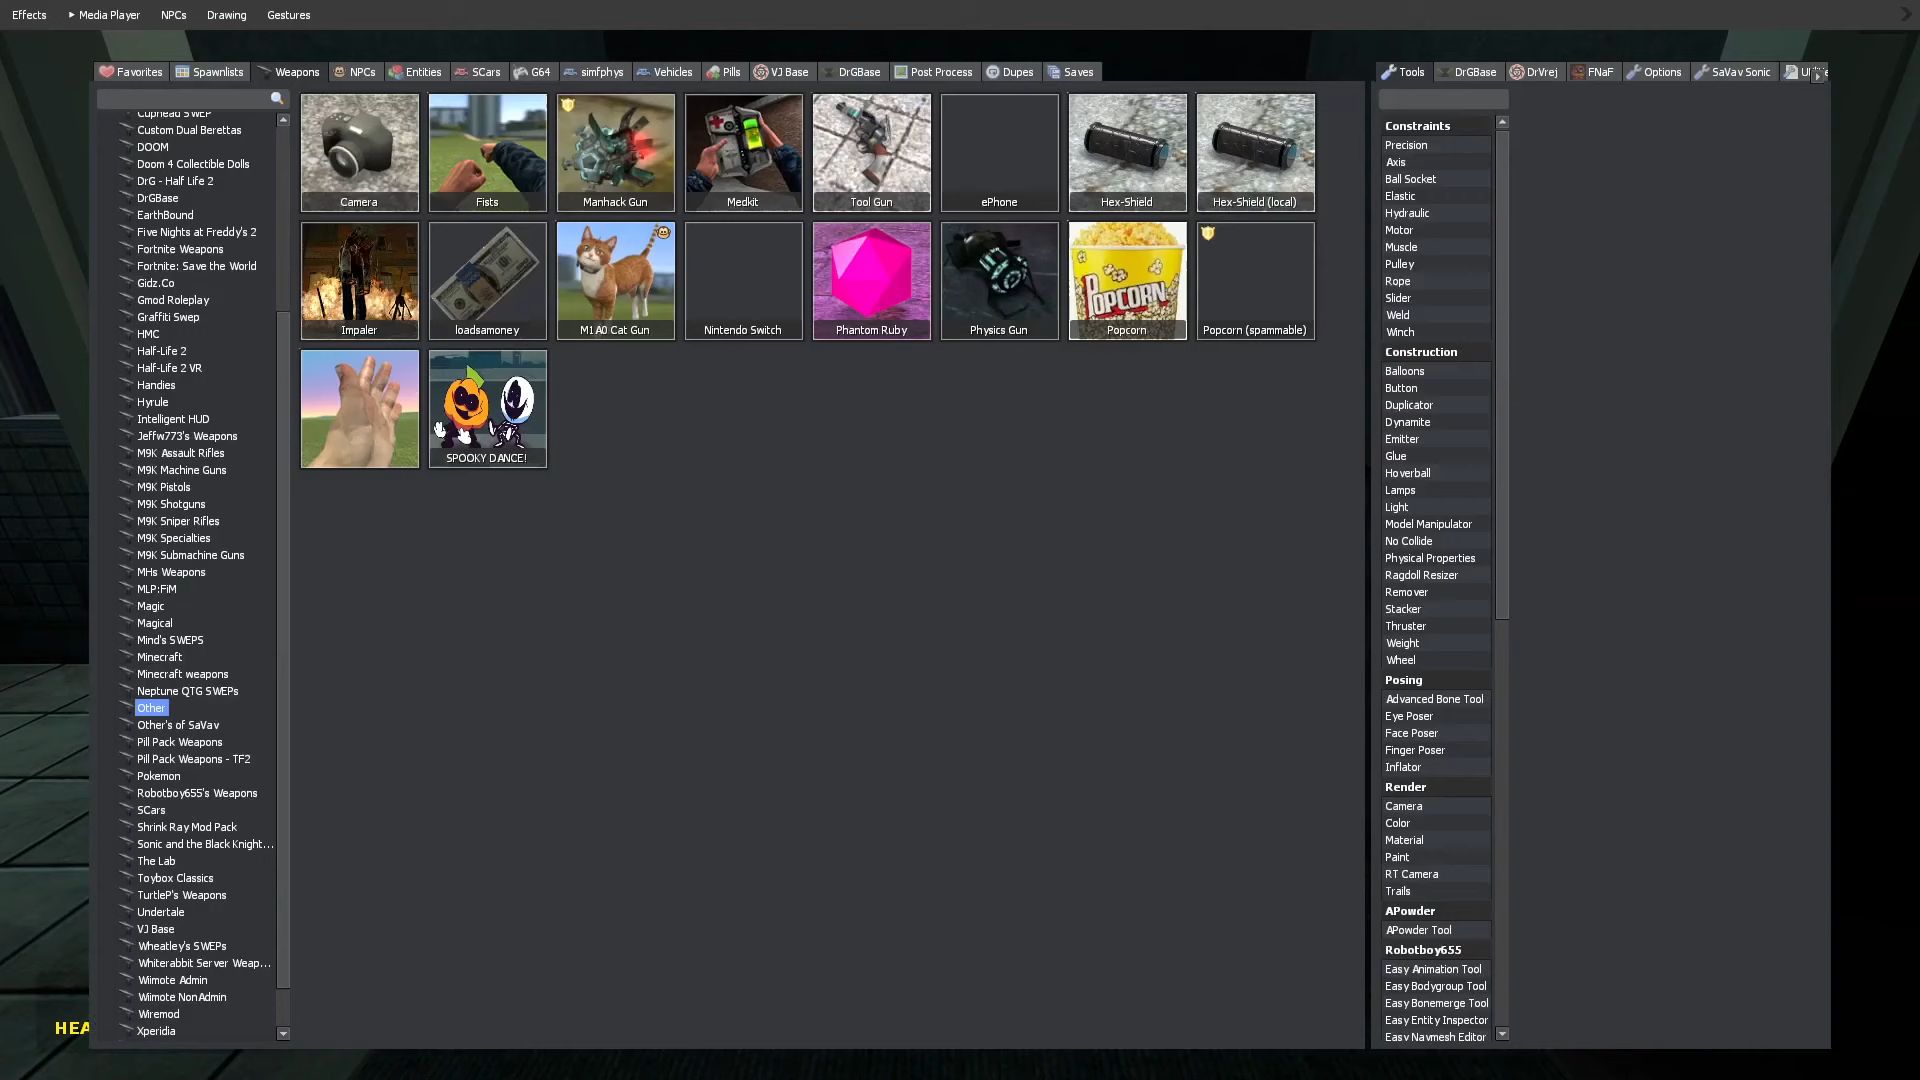 Effects
Media Player
NPCs
Drawing
Gestures
Favorites
Spawnlists
Weapons
NPCs
Entities
SCars
G64
simfphys
Vehicles
Pills
VJ Base
DrGBase
Post Process
Dupes
Saves
Tools
DrGBase
DrVrej
FNaF
Options
SaVav Sonic
Cuphead SWEP
Custom Dual Berettas
DOOM
Doom 4 Collectible Dolls
DrG - Half Life 2
DrGBase
EarthBound
Five Nights at Freddy's 2
Fortnite Weapons
Fortnite: Save the World
Gidz.Co
Gmod Roleplay
Graffiti Swep
HMC
Half-Life 2
Half-Life 2 VR
Handies
Hyrule
Intelligent HUD
Jeffw773's Weapons
M9K Assault Rifles
M9K Machine Guns
M9K Pistols
M9K Shotguns
M9K Sniper Rifles
M9K Specialties
M9K Submachine Guns
MHs Weapons
MLP:FiM
Magic
Magical
Mind's SWEPS
Minecraft
Minecraft weapons
Neptune QTG SWEPs
Other
Other's of SaVav
Pill Pack Weapons
Pill Pack Weapons - TF2
Pokemon
Robotboy655's Weapons
SCars
Shrink Ray Mod Pack
Sonic and the Black Knight...
The Lab
Toybox Classics
TurtleP's Weapons
Undertale
VJ Base
Wheatley's SWEPs
Whiterabbit Server Weap...
Wiimote Admin
Wiimote NonAdmin
Wiremod
Xperidia
Camera
Fists
Manhack Gun
Medkit
Tool Gun
ePhone
Hex-Shield
Hex-Shield (local)
Impaler
loadsamoney
M1A0 Cat Gun
Nintendo Switch
Phantom Ruby
Physics Gun
POPCORN
Popcorn
Popcorn (spammable)
SPOOKY DANCE!
Constraints
Precision
Axis
Ball Socket
Elastic
Hydraulic
Motor
Muscle
Pulley
Rope
Slider
Weld
Winch
Construction
Balloons
Button
Duplicator
Dynamite
Emitter
Glue
Hoverball
Lamps
Light
Model Manipulator
No Collide
Physical Properties
Ragdoll Resizer
Remover
Stacker
Thruster
Weight
Wheel
Posing
Advanced Bone Tool
Eye Poser
Face Poser
Finger Poser
Inflator
Render
Camera
Color
Material
Paint
RT Camera
Trails
APowder
APowder Tool
Robotboy655
Easy Animation Tool
Easy Bodygroup Tool
Easy Bonemerge Tool
Easy Entity Inspector
Easy Navmesh Editor
HEA